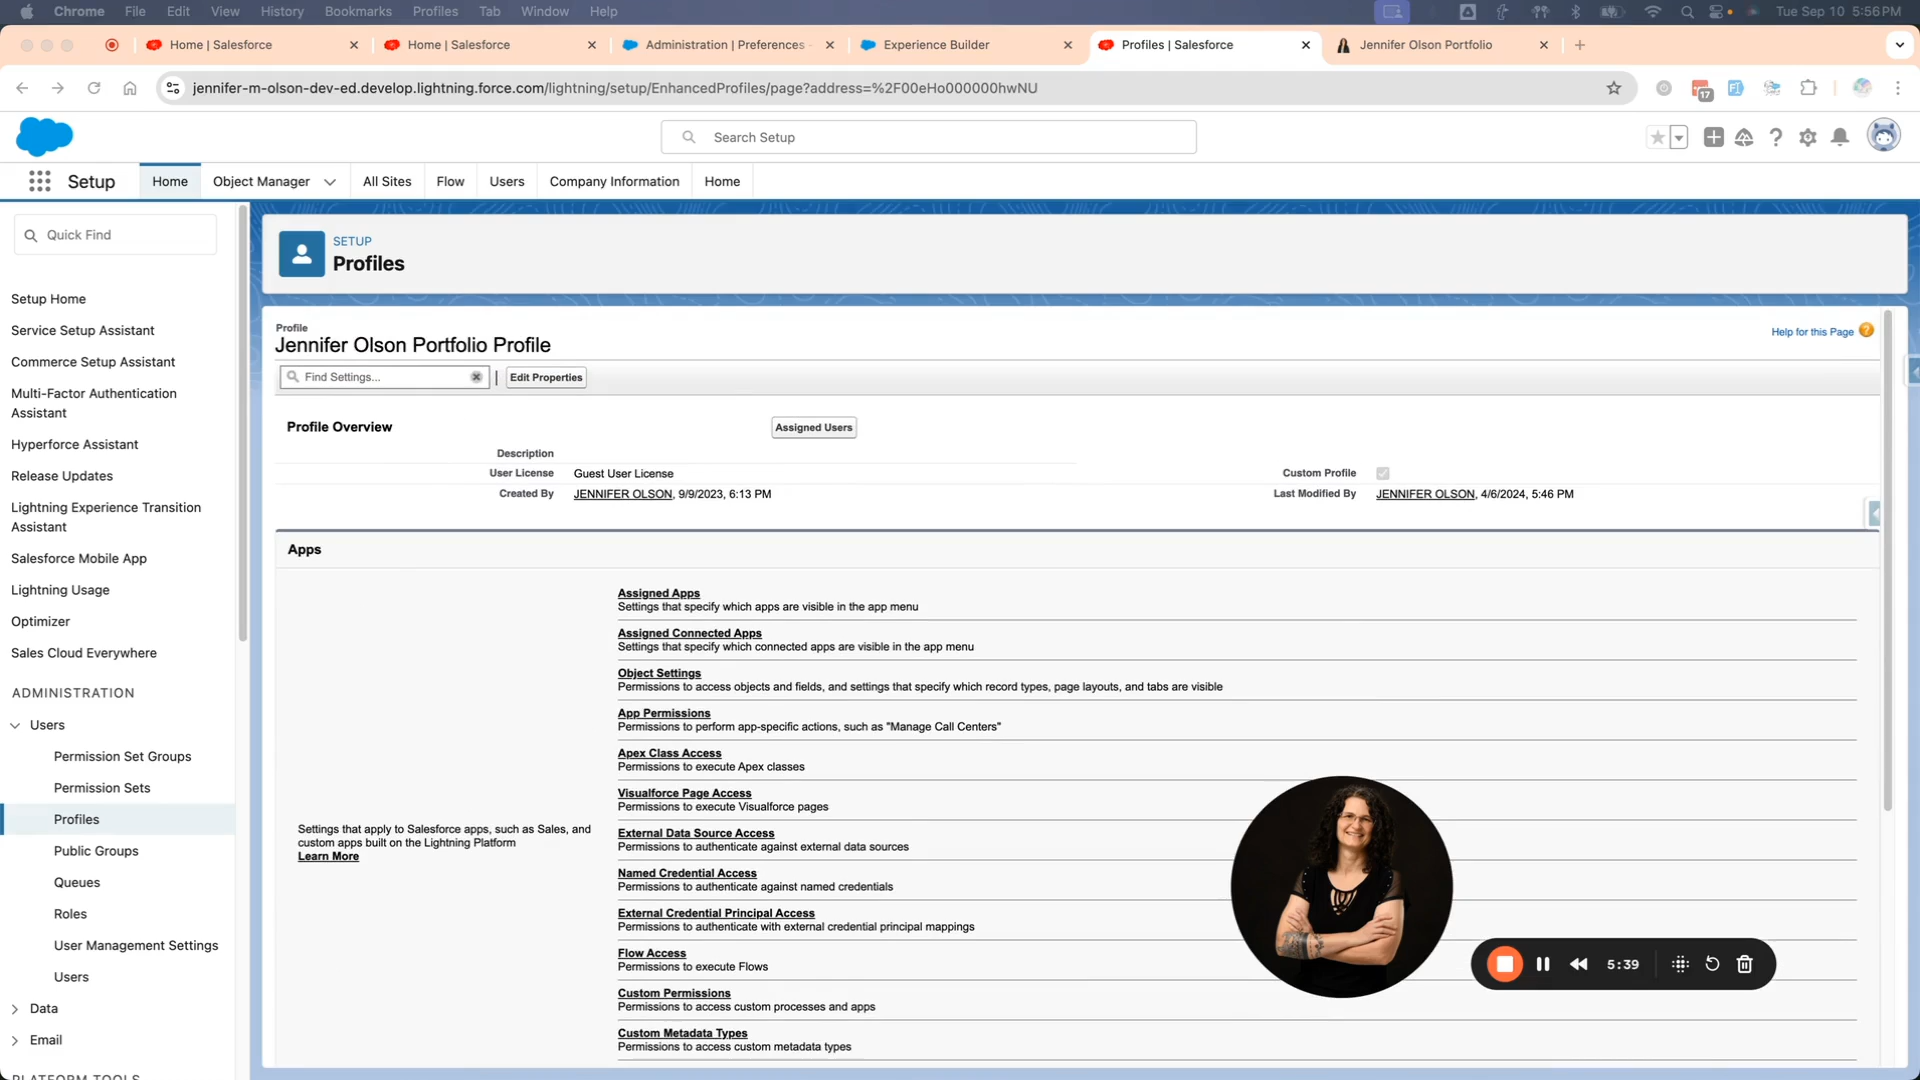 Chrome File Edit View History Bookmarks Profiles Tab Window Help Tue Sep 10 5:56 PM
Home | Salesforce Home | Salesforce Administration | Preferences Experience Builder Profiles | Salesforce Jennifer Olson Portfolio
jennifer-m-olson-dev-ed.develop.lightning.force.com/lightning/setup/EnhancedProfiles/page?address=%2F00eHo000000hwNU 17
Search Setup
Setup Home Object Manager All Sites Flow Users Company Information Home
Quick Find
Setup Home
Service Setup Assistant
Commerce Setup Assistant
Multi-Factor Authentication
Assistant
Hyperforce Assistant
Release Updates
Lightning Experience Transition
Assistant
Salesforce Mobile App
Lightning Usage
Optimizer
Sales Cloud Everywhere
ADMINISTRATION
Users
Permission Set Groups
Permission Sets
Profiles
Public Groups
Queues
Roles
User Management Settings
Users
Data
Email
PLATFORM TOOLS
SETUP
Profiles
Profile
Jennifer Olson Portfolio Profile
Help for this Page
Find Settings... | Edit Properties
Profile Overview Assigned Users
Description
User License Guest User License Custom Profile
Created By JENNIFER OLSON, 9/9/2023, 6:13 PM Last Modified By JENNIFER OLSON, 4/6/2024, 5:46 PM
Apps
Settings that apply to Salesforce apps, such as Sales, and
custom apps built on the Lightning Platform
Learn More
Assigned Apps
Settings that specify which apps are visible in the app menu
Assigned Connected Apps
Settings that specify which connected apps are visible in the app menu
Object Settings
Permissions to access objects and fields, and settings that specify which record types, page layouts, and tabs are visible
App Permissions
Permissions to perform app-specific actions, such as "Manage Call Centers"
Apex Class Access
Permissions to execute Apex classes
Visualforce Page Access
Permissions to execute Visualforce pages
External Data Source Access
Permissions to authenticate against external data sources
Named Credential Access
Permissions to authenticate against named credentials
External Credential Principal Access
Permissions to authenticate with external credential principal mappings
Flow Access
Permissions to execute Flows
Custom Permissions
Permissions to access custom processes and apps
Custom Metadata Types
Permissions to access custom metadata types
5:39